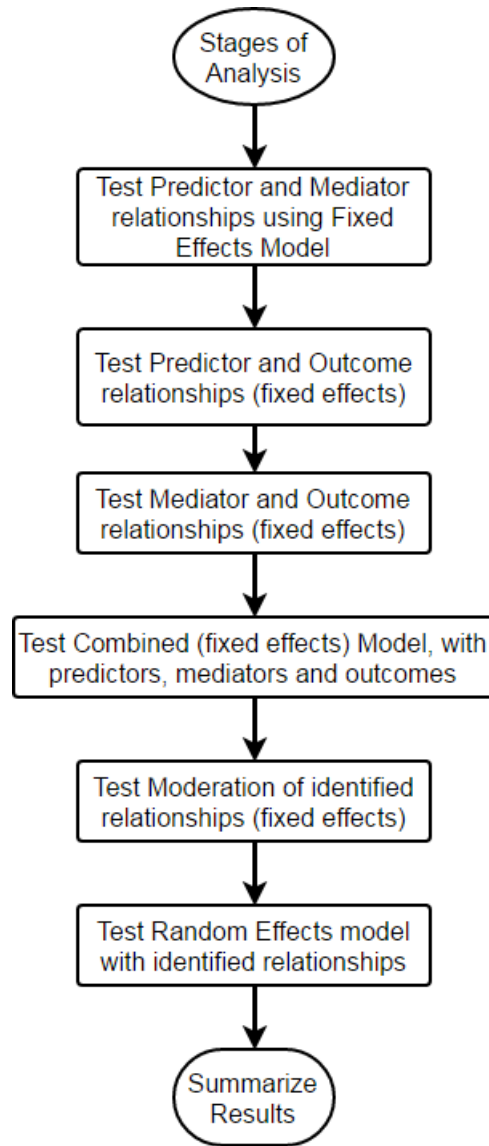 Stages of
Analysis
Test Predictor and Mediator
relationships using Fixed
Effects Model
Test Predictor and Outcome
relationships (fixed effects)
Test Mediator and Outcome
relationships (fixed effects)
Test Combined (fixed effects) Model, with
predictors, mediators and outcomes
Test Moderation of identified
relationships (fixed effects)
Test Random Effects model
with identified relationships
Summarize
Results